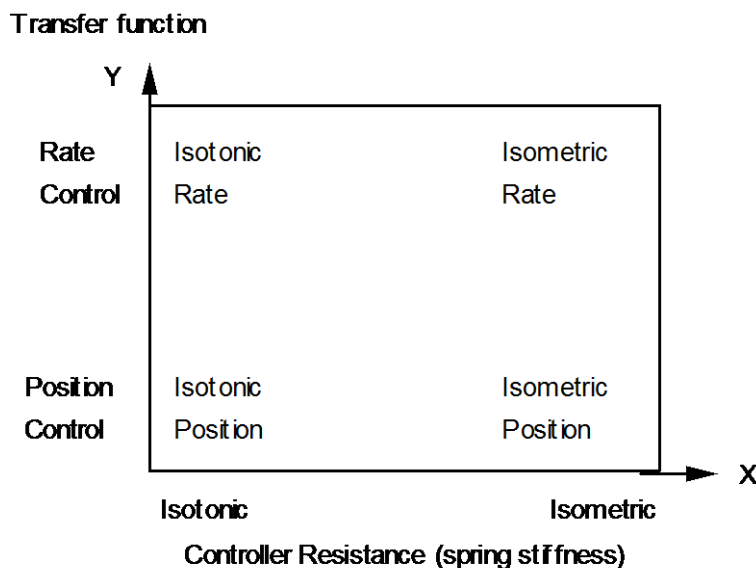 Transfer function
Y
Rate Isotonic Isometric
Control Rate Rate
Position Isotonic Isometric
Control Position Position
X
Isotonic Isometric
Controller Resistance (spring stiffness)